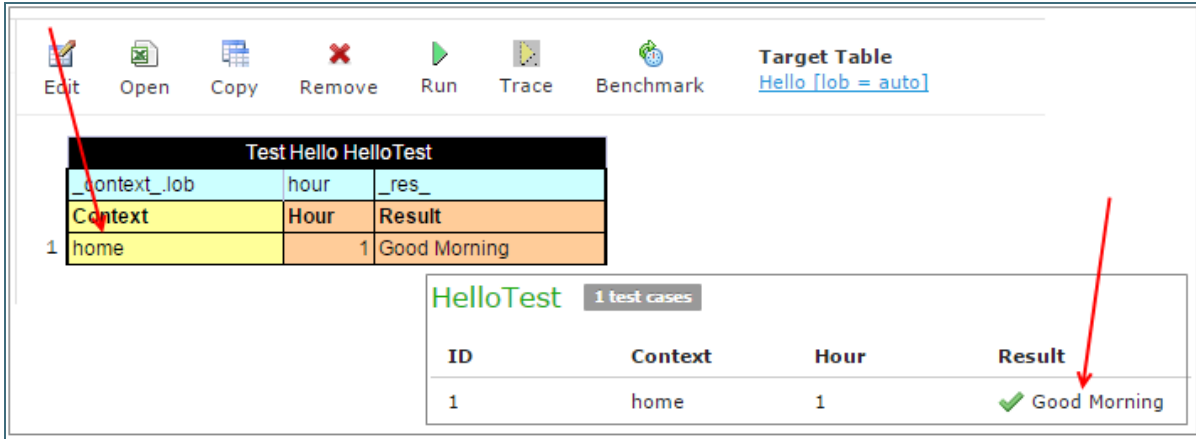 Edit Open Copy Remove Run Trace Benchmark
Target Table
Hello [lob = auto]
Test Hello HelloTest
_context_.lob hour _res_
Context Hour Result
1 home 1 Good Morning
HelloTest 1 test cases
ID Context Hour Result
1 home 1 Good Morning